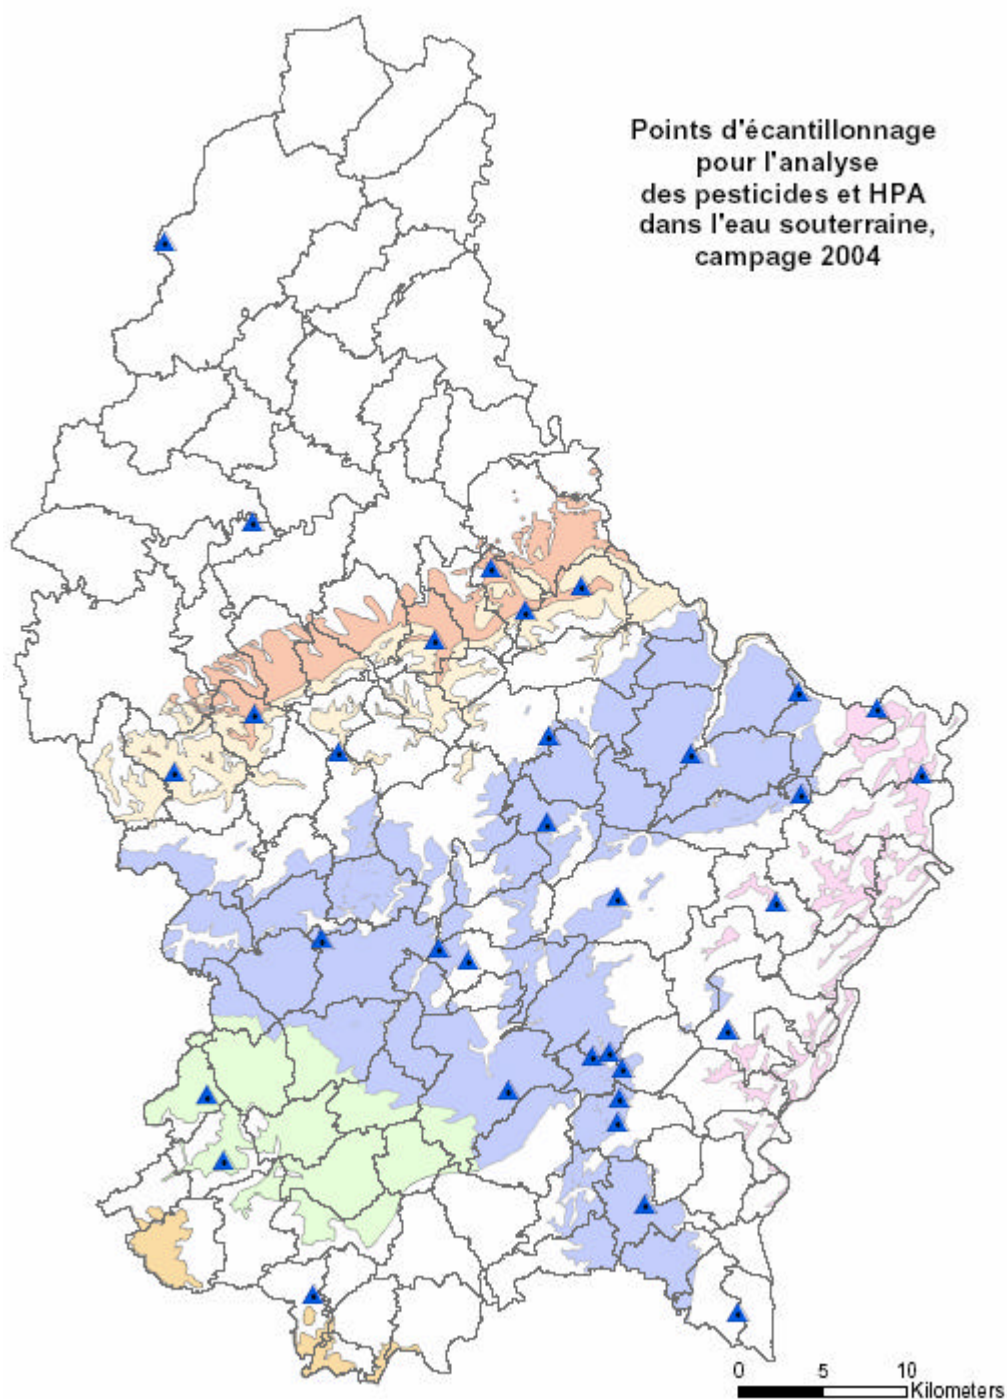 Points d'écantillonnage
pour l'analyse
des pesticides et HPA
dans l'eau souterraine,
campage 2004
0 5 10
Kilometers